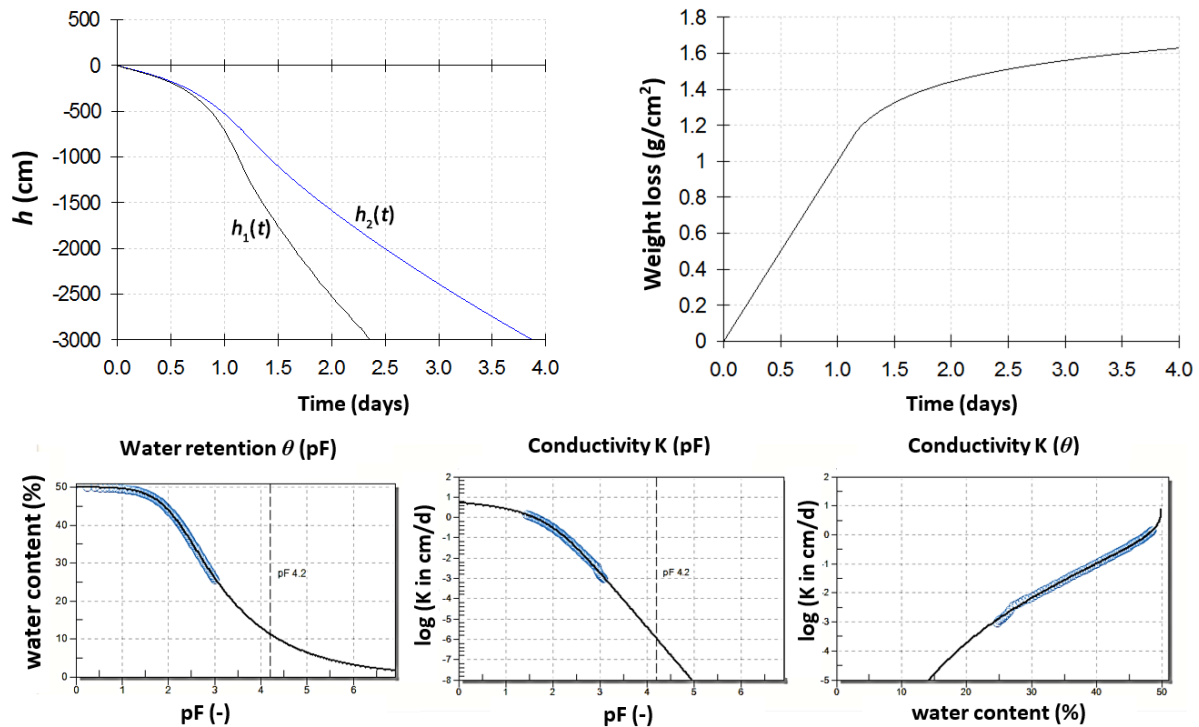 500
0
-500
-1000
-1500
-2000
-2500
-3000
h (cm)
h1(t)
h2(t)
0.0 0.5 1.0 1.5 2.0 2.5 3.0 3.5 4.0
Time (days)
1.8
1.6
1.4
1.2
1
0.8
0.6
0.4
0.2
0
Weight loss (g/cm²)
0.0 0.5 1.0 1.5 2.0 2.5 3.0 3.5 4.0
Time (days)
Water retention θ (pF)
50
40
30
20
10
0
water content (%)
pF 4.2
0 1 2 3 4 5 6
pF (-)
Conductivity K (pF)
2
1
0
-1
-2
-3
-4
-5
-6
-7
-8
log (K in cm/d)
pF 4.2
0 1 2 3 4 5 6
pF (-)
Conductivity K (θ)
2
1
0
-1
-2
-3
-4
-5
log (K in cm/d)
0 10 20 30 40 50
water content (%)